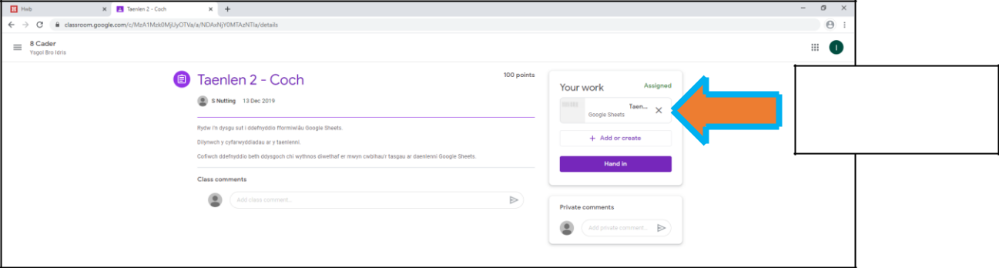 Hwb
Taenlen 2 - Coch
classroom.google.com/c/MzA1Mzk0MjUyOTVa/a/NDAxNjY0MTAzNTla/details
8 Cader
Ysgol Bro Idris
I
Taenlen 2 - Coch
100 points
S Nutting 13 Dec 2019
Rydw i'n dysgu sut i ddefnyddio fformiwlâu Google Sheets.
Dilynwch y cyfarwyddiadau ar y taenlenni.
Cofiwch ddefnyddio beth ddysgoch chi wythnos diwethaf er mwyn cwblhau'r tasgau ar daenlenni Google Sheets.
Class comments
Add class comment...
Your work Assigned
Taen...
Google Sheets
+ Add or create
Hand in
Private comments
Add private comment...